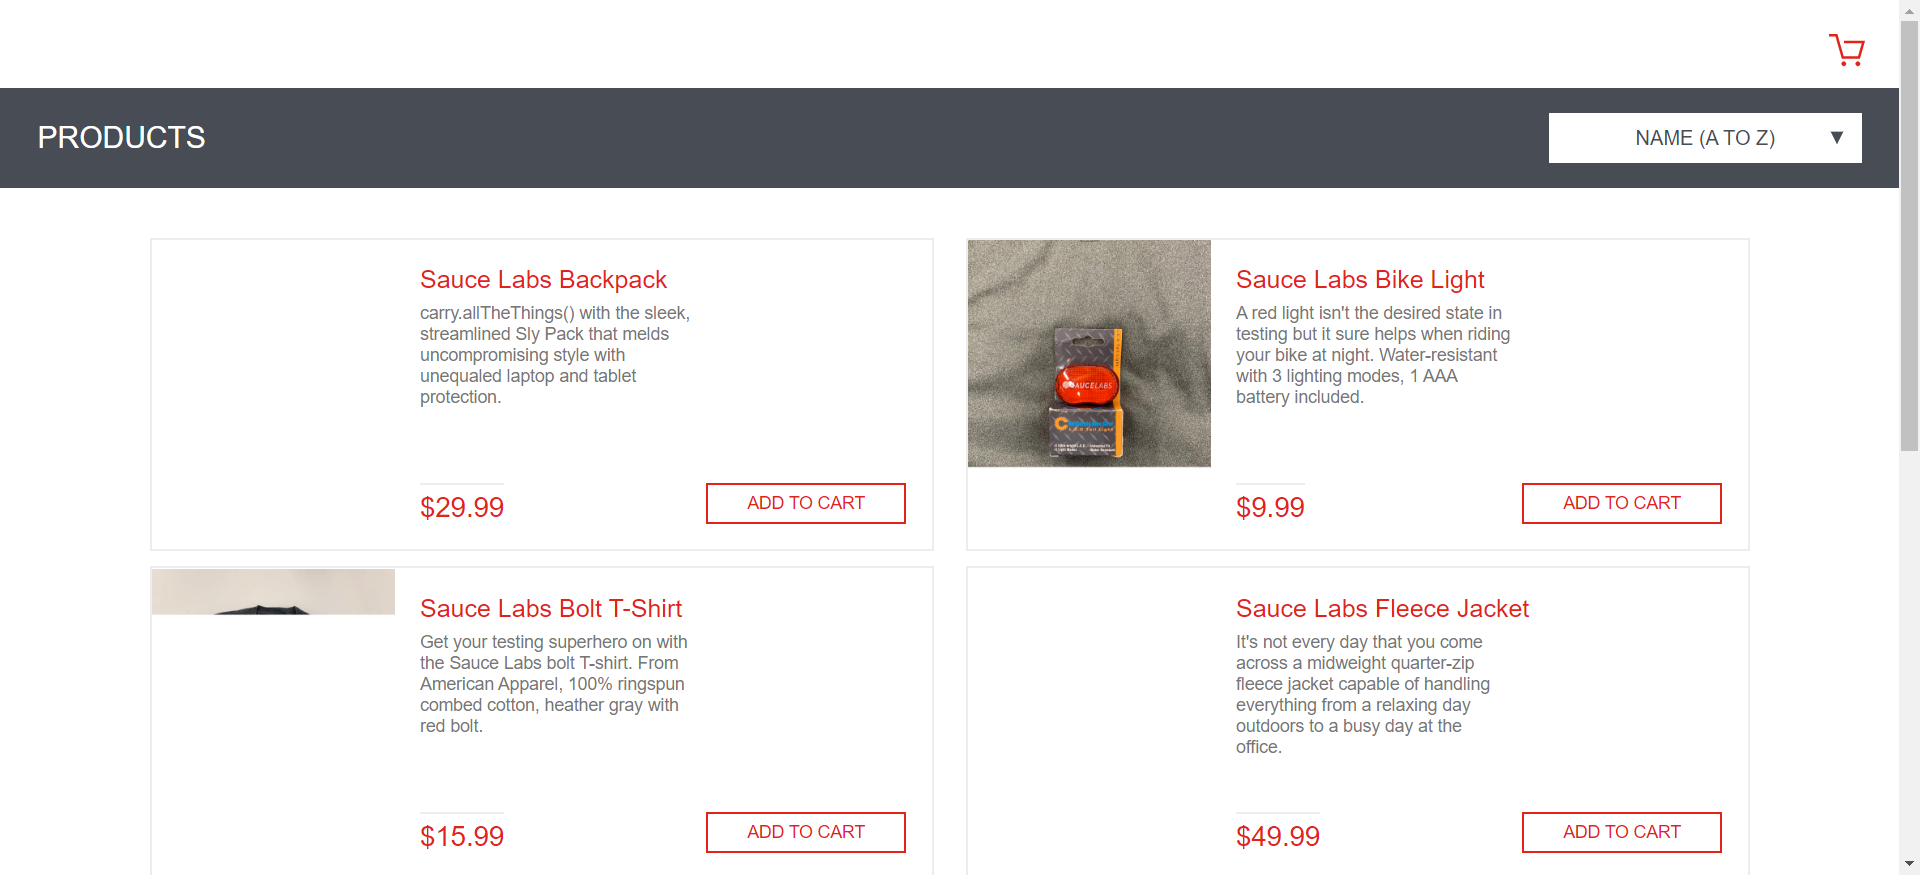 PRODUCTS
NAME (A TO Z) ▼
Sauce Labs Backpack
carry.allTheThings() with the sleek,
streamlined Sly Pack that melds
uncompromising style with
unequaled laptop and tablet
protection.
$29.99
ADD TO CART
SAUCELABS
Sauce Labs Bike Light
A red light isn't the desired state in
testing but it sure helps when riding
your bike at night. Water-resistant
with 3 lighting modes, 1 AAA
battery included.
$9.99
ADD TO CART
Sauce Labs Bolt T-Shirt
Get your testing superhero on with
the Sauce Labs bolt T-shirt. From
American Apparel, 100% ringspun
combed cotton, heather gray with
red bolt.
$15.99
ADD TO CART
Sauce Labs Fleece Jacket
It's not every day that you come
across a midweight quarter-zip
fleece jacket capable of handling
everything from a relaxing day
outdoors to a busy day at the
office.
$49.99
ADD TO CART